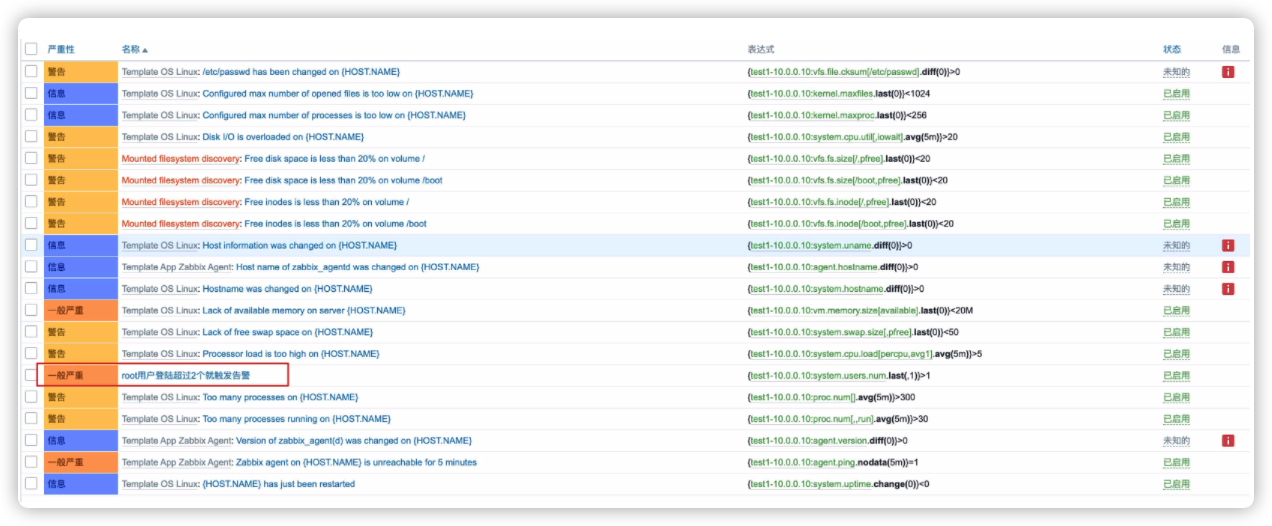 严重性 名称 表达式 状态 信息
警告 Template OS Linux: /etc/passwd has been changed on {HOST.NAME} {test1-10.0.0.10:vfs.file.cksum[/etc/passwd].diff(0)}>0 未知的 i
信息 Template OS Linux: Configured max number of opened files is too low on {HOST.NAME} {test1-10.0.0.10:kernel.maxfiles.last(0)}<1024 已启用
信息 Template OS Linux: Configured max number of processes is too low on {HOST.NAME} {test1-10.0.0.10:kernel.maxproc.last(0)}<256 已启用
警告 Template OS Linux: Disk I/O is overloaded on {HOST.NAME} {test1-10.0.0.10:system.cpu.util[,iowait].avg(5m)}>20 已启用
警告 Mounted filesystem discovery: Free disk space is less than 20% on volume / {test1-10.0.0.10:vfs.fs.size[/,pfree].last(0)}<20 已启用
警告 Mounted filesystem discovery: Free disk space is less than 20% on volume /boot {test1-10.0.0.10:vfs.fs.size[/boot,pfree].last(0)}<20 已启用
警告 Mounted filesystem discovery: Free inodes is less than 20% on volume / {test1-10.0.0.10:vfs.fs.inode[/,pfree].last(0)}<20 已启用
警告 Mounted filesystem discovery: Free inodes is less than 20% on volume /boot {test1-10.0.0.10:vfs.fs.inode[/boot,pfree].last(0)}<20 已启用
信息 Template OS Linux: Host information was changed on {HOST.NAME} {test1-10.0.0.10:system.uname.diff(0)}>0 未知的 i
信息 Template App Zabbix Agent: Host name of zabbix_agentd was changed on {HOST.NAME} {test1-10.0.0.10:agent.hostname.diff(0)}>0 未知的 i
信息 Template OS Linux: Hostname was changed on {HOST.NAME} {test1-10.0.0.10:system.hostname.diff(0)}>0 未知的 i
一般严重 Template OS Linux: Lack of available memory on server {HOST.NAME} {test1-10.0.0.10:vm.memory.size[available].last(0)}<20M 已启用
警告 Template OS Linux: Lack of free swap space on {HOST.NAME} {test1-10.0.0.10:system.swap.size[,pfree].last(0)}<50 已启用
警告 Template OS Linux: Processor load is too high on {HOST.NAME} {test1-10.0.0.10:system.cpu.load[percpu,avg1].avg(5m)}>5 已启用
一般严重 root用户登陆超过2个就触发告警 {test1-10.0.0.10:system.users.num.last(,1)}>1 已启用
警告 Template OS Linux: Too many processes on {HOST.NAME} {test1-10.0.0.10:proc.num[].avg(5m)}>300 已启用
警告 Template OS Linux: Too many processes running on {HOST.NAME} {test1-10.0.0.10:proc.num[,,run].avg(5m)}>30 已启用
信息 Template App Zabbix Agent: Version of zabbix_agent(d) was changed on {HOST.NAME} {test1-10.0.0.10:agent.version.diff(0)}>0 未知的 i
一般严重 Template App Zabbix Agent: Zabbix agent on {HOST.NAME} is unreachable for 5 minutes {test1-10.0.0.10:agent.ping.nodata(5m)}=1 已启用
信息 Template OS Linux: {HOST.NAME} has just been restarted {test1-10.0.0.10:system.uptime.change(0)}<0 已启用